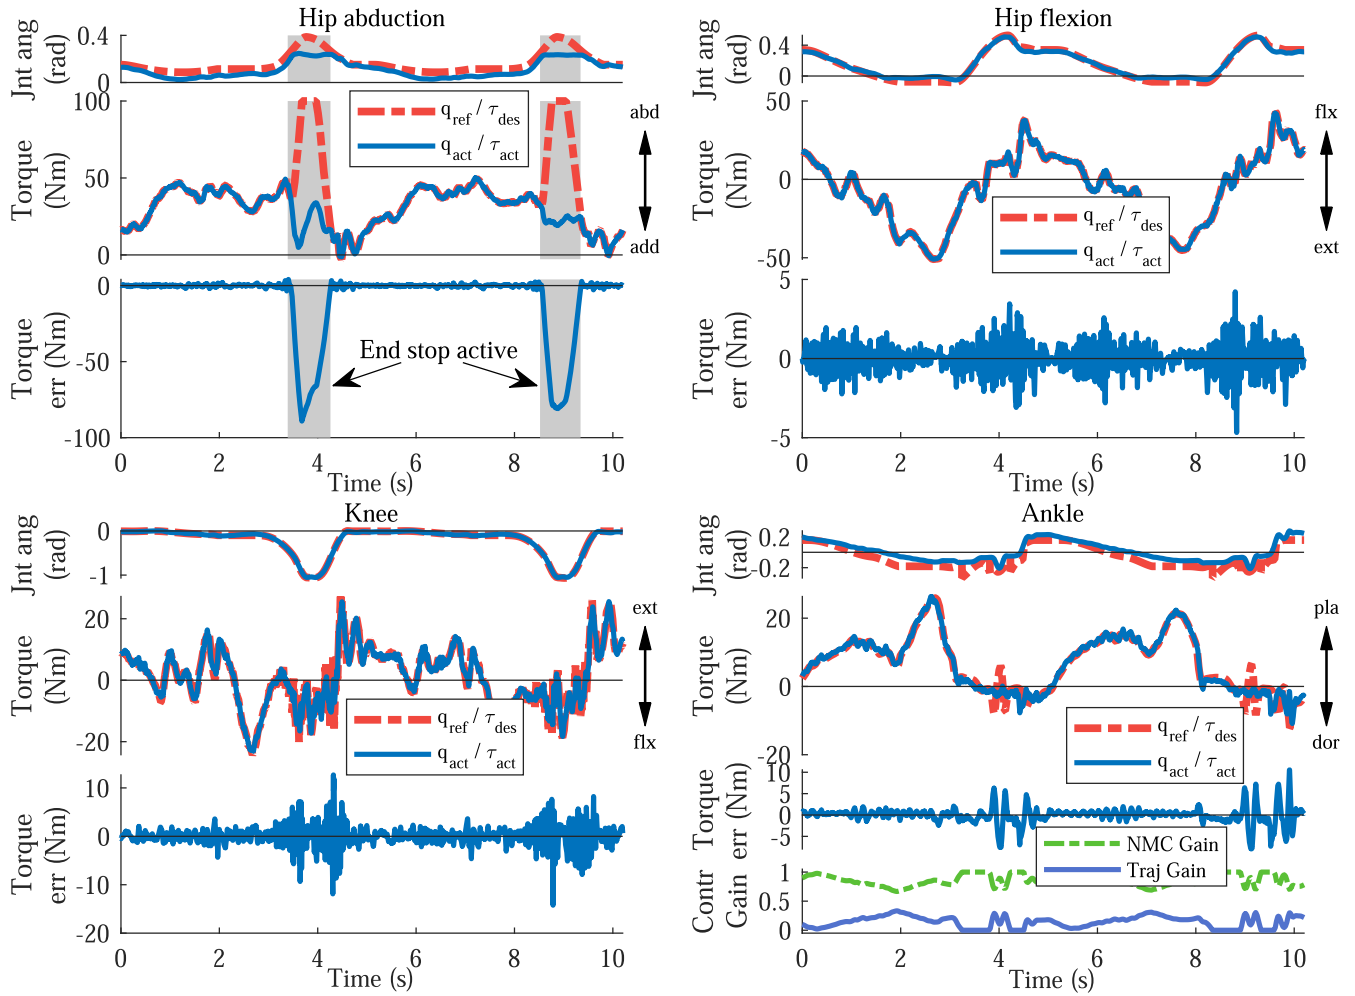 Hip abduction
Jnt ang
(rad)
0.4
0
Torque
(Nm)
100
50
0
q_ref / τ_des
q_act / τ_act
abd
add
Torque
err (Nm)
0
-50
-100
End stop active
0 2 4 6 8 10
Time (s)
Hip flexion
Jnt ang
(rad)
0.4
0
Torque
(Nm)
50
0
-50
q_ref / τ_des
q_act / τ_act
flx
ext
Torque
err (Nm)
5
0
-5
0 2 4 6 8 10
Time (s)
Knee
Jnt ang
(rad)
0
-1
Torque
(Nm)
20
0
-20
q_ref / τ_des
q_act / τ_act
ext
flx
Torque
err (Nm)
10
0
-10
-20
0 2 4 6 8 10
Time (s)
Ankle
Jnt ang
(rad)
0.2
-0.2
Torque
(Nm)
20
0
-20
q_ref / τ_des
q_act / τ_act
pla
dor
Torque
err (Nm)
10
5
0
-5
NMC Gain
Traj Gain
Contr
Gain
1
0.5
0
0 2 4 6 8 10
Time (s)